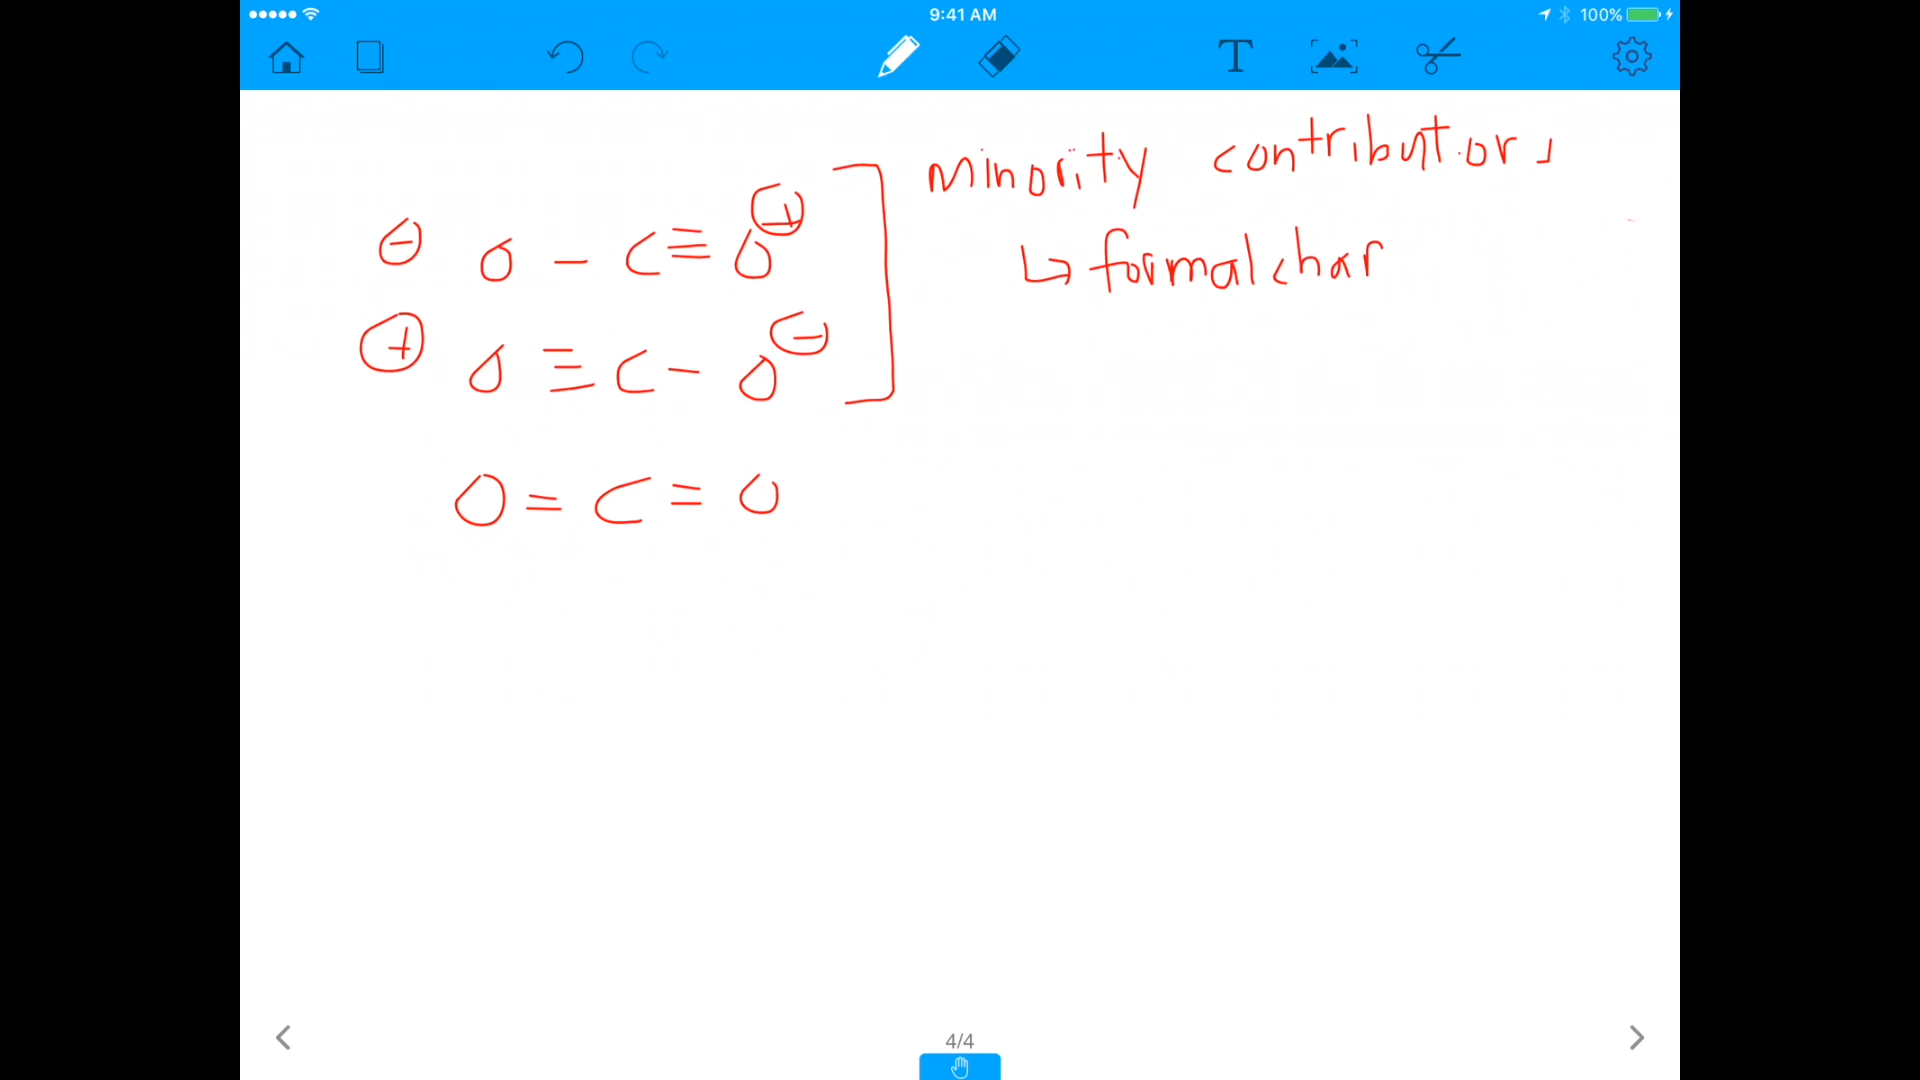 9:41 AM 100%
T
minority contributors
⊖ O - C ≡ O ⊕
↳ formal char
⊕ O ≡ C - O ⊖
O = C = O
4/4